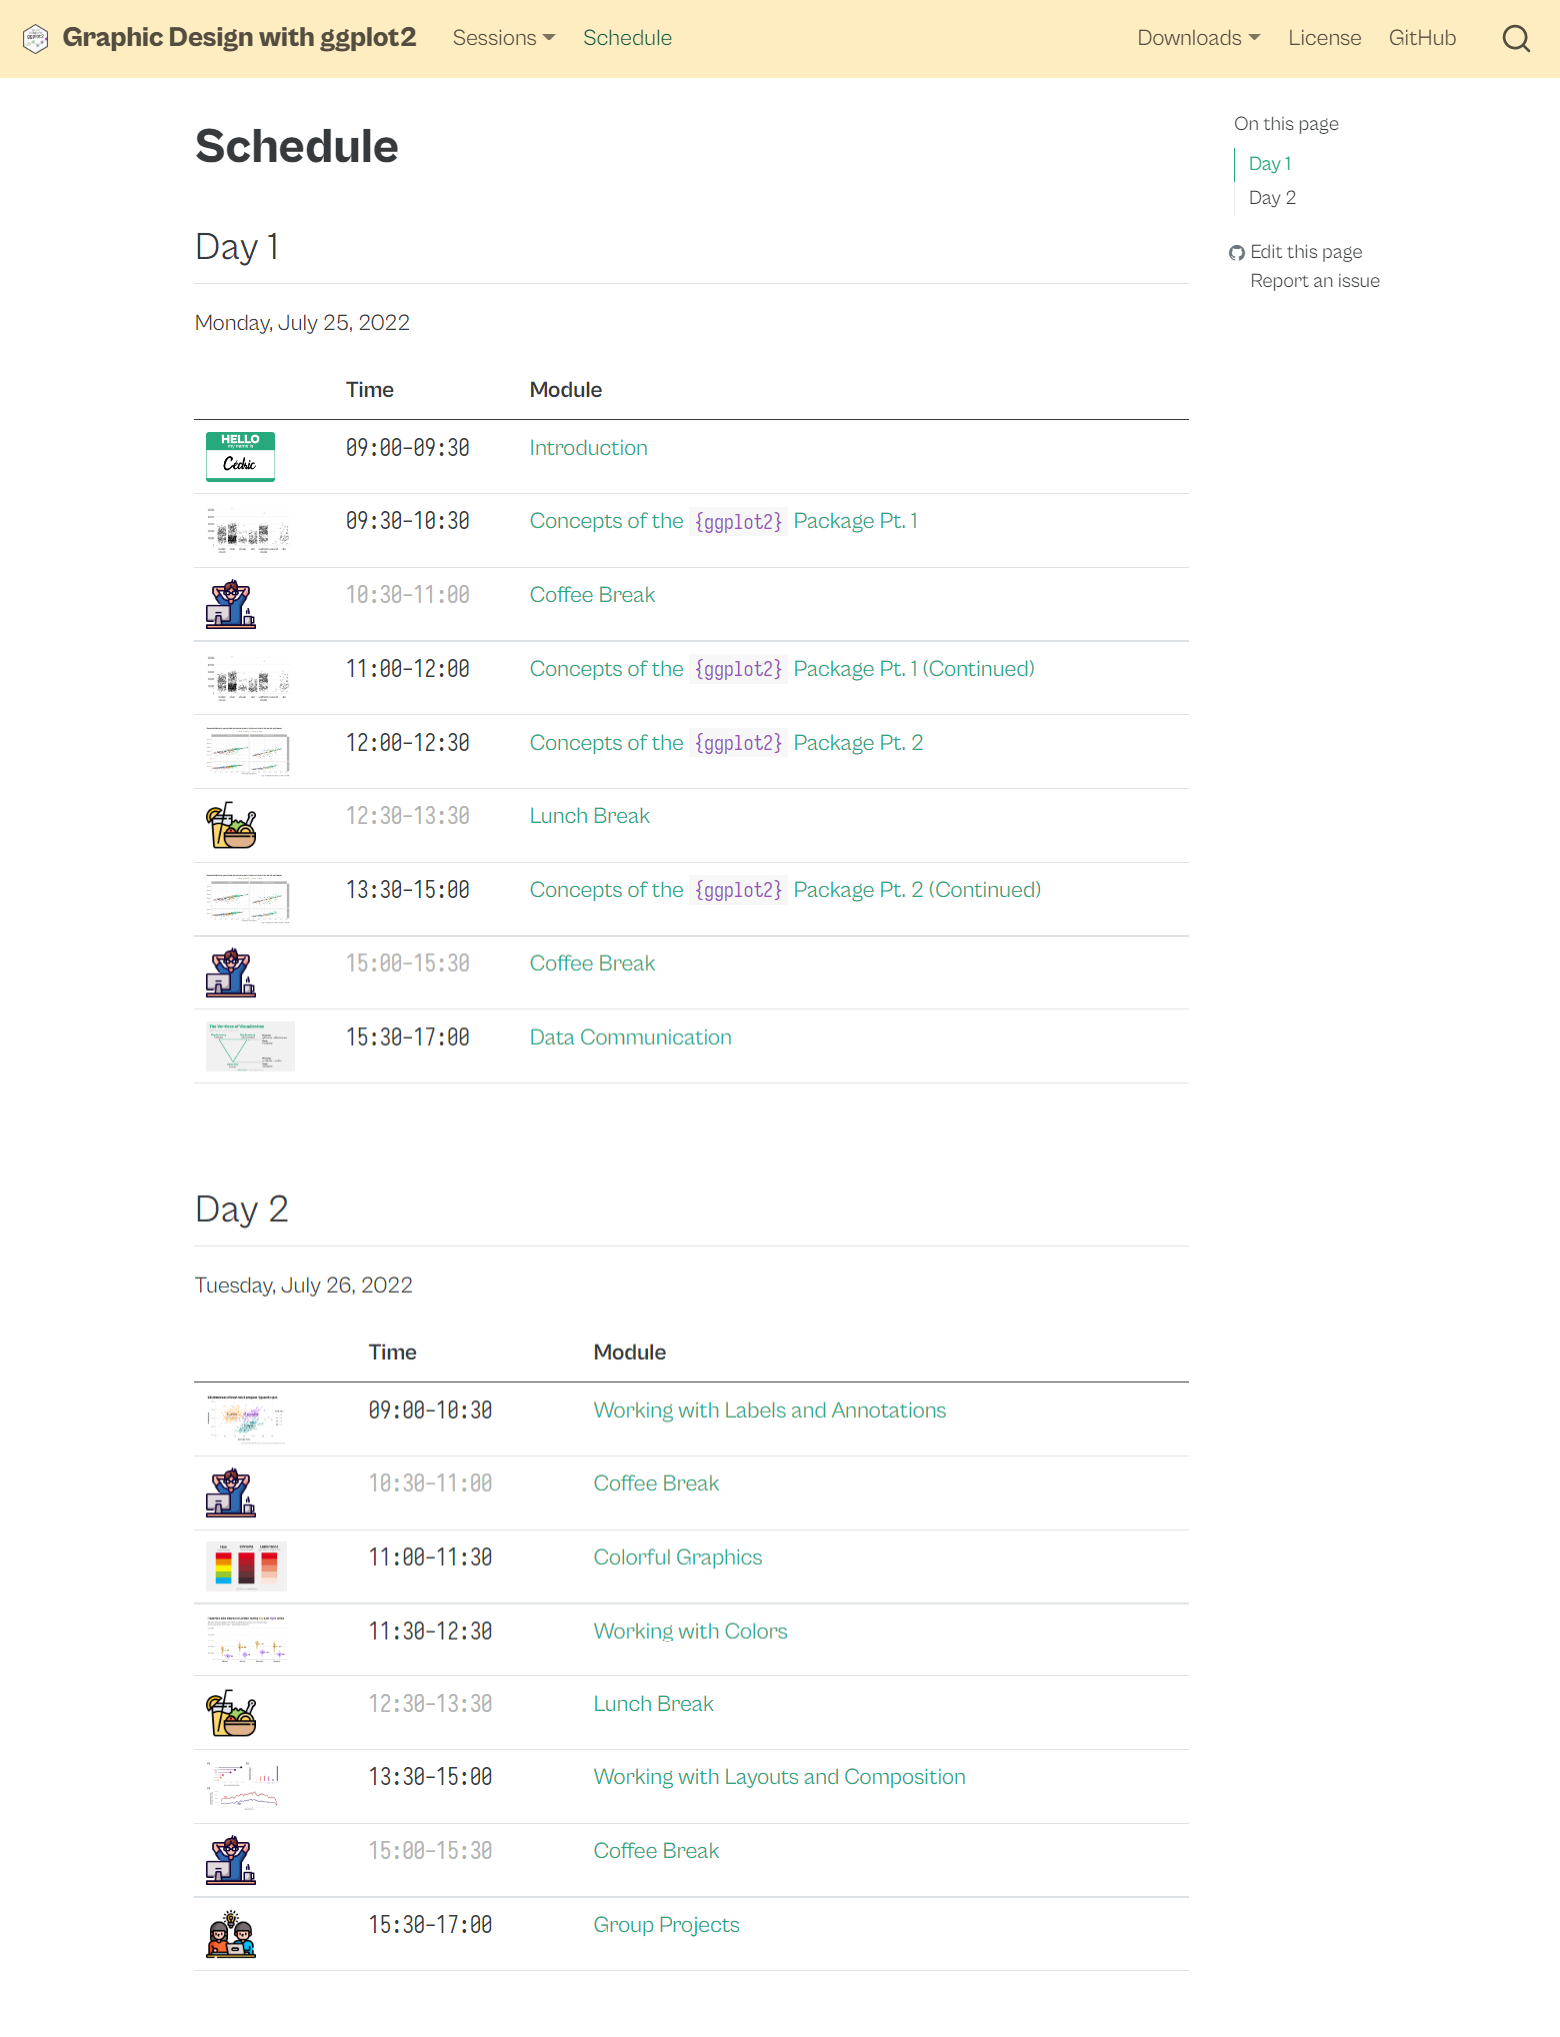 Graphic Design with ggplot2 Sessions Schedule Downloads License GitHub
On this page
Day 1
Day 2
Edit this page
Report an issue
Schedule
Day 1
Monday, July 25, 2022
Time Module
HELLO
my name is
Cédric
09:00-09:30 Introduction
09:30-10:30 Concepts of the {ggplot2} Package Pt. 1
10:30-11:00 Coffee Break
11:00-12:00 Concepts of the {ggplot2} Package Pt. 1 (Continued)
12:00-12:30 Concepts of the {ggplot2} Package Pt. 2
12:30-13:30 Lunch Break
13:30-15:00 Concepts of the {ggplot2} Package Pt. 2 (Continued)
15:00-15:30 Coffee Break
15:30-17:00 Data Communication
Day 2
Tuesday, July 26, 2022
Time Module
09:00-10:30 Working with Labels and Annotations
10:30-11:00 Coffee Break
11:00-11:30 Colorful Graphics
11:30-12:30 Working with Colors
12:30-13:30 Lunch Break
13:30-15:00 Working with Layouts and Composition
15:00-15:30 Coffee Break
15:30-17:00 Group Projects